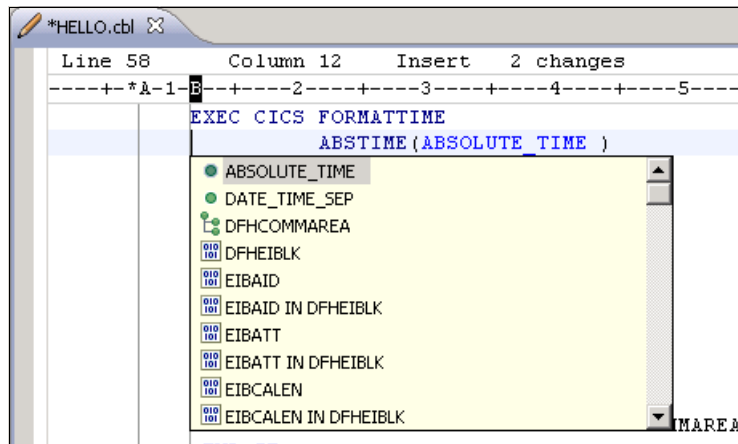 *HELLO.cbl
Line 58 Column 12 Insert 2 changes
----+-*A-1-B--+----2----+----3----+----4----+----5----
EXEC CICS FORMATTIME
ABSTIME(ABSOLUTE_TIME )
ABSOLUTE_TIME
DATE_TIME_SEP
DFHCOMMAREA
DFHEIBLK
EIBAID
EIBAID IN DFHEIBLK
EIBATT
EIBATT IN DFHEIBLK
EIBCALEN
EIBCALEN IN DFHEIBLK
MMAREA